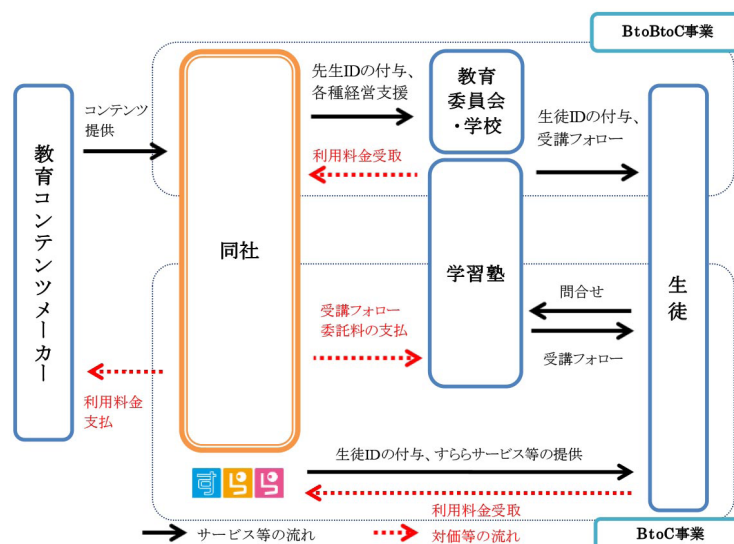 BtoBtoC事業
教育コンテンツメーカー
コンテンツ
提供
同社
先生IDの付与、
各種経営支援
利用料金受取
教育
委員会
・学校
生徒IDの付与、
受講フォロー
学習塾
生徒
受講フォロー
委託料の支払
問合せ
受講フォロー
利用料金
支払
すらら
生徒IDの付与、すららサービス等の提供
利用料金受取
サービス等の流れ
対価等の流れ
BtoC事業